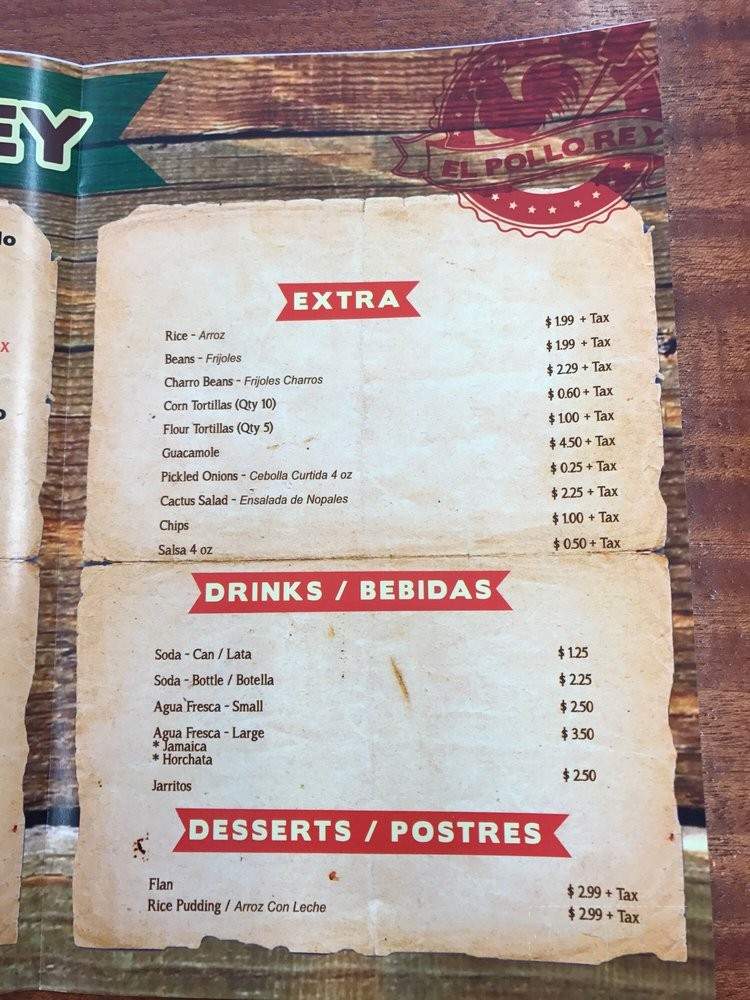 EY
EL POLLO REY
lo
x
o
EXTRA
Rice - Arroz $ 1.99 + Tax
Beans - Frijoles $ 1.99 + Tax
Charro Beans - Frijoles Charros $ 2.29 + Tax
Corn Tortillas (Qty 10) $ 0.60 + Tax
Flour Tortillas (Qty 5) $ 1.00 + Tax
Guacamole $ 4.50 + Tax
Pickled Onions - Cebolla Curtida 4 oz $ 0.25 + Tax
Cactus Salad - Ensalada de Nopales $ 2.25 + Tax
Chips $ 1.00 + Tax
Salsa 4 oz $ 0.50 + Tax
DRINKS / BEBIDAS
Soda - Can / Lata $ 1.25
Soda - Bottle / Botella $ 2.25
Agua Fresca - Small $ 2.50
Agua Fresca - Large $ 3.50
* Jamaica
* Horchata
Jarritos $ 2.50
DESSERTS / POSTRES
Flan $ 2.99 + Tax
Rice Pudding / Arroz Con Leche $ 2.99 + Tax